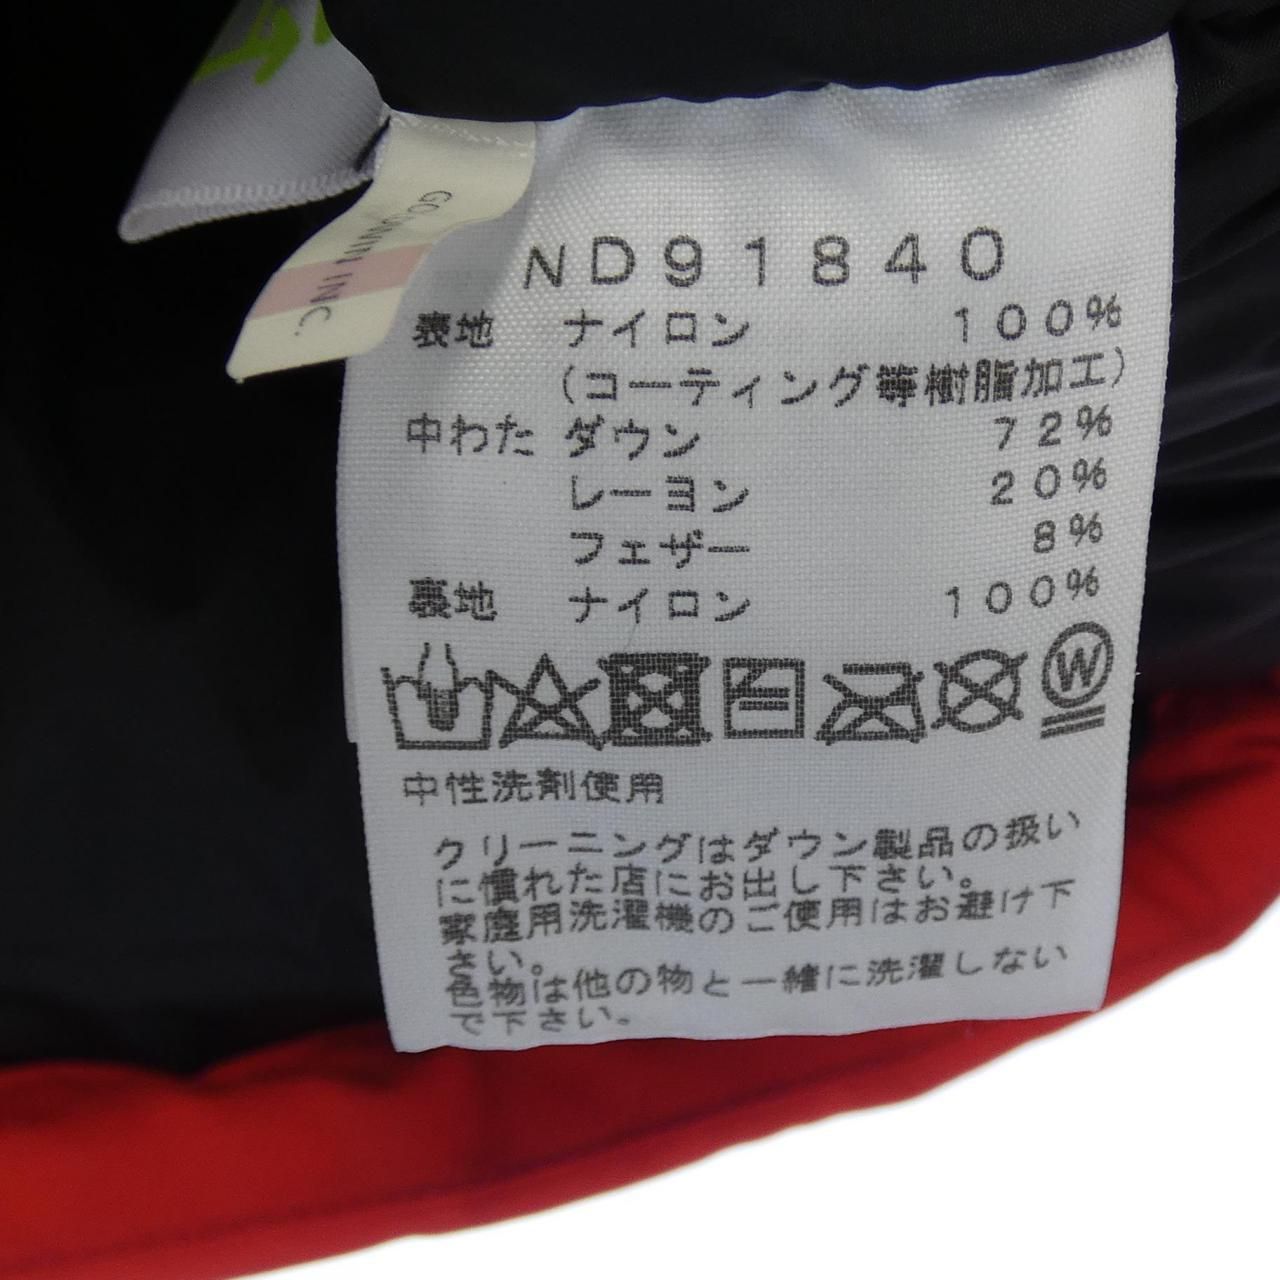 GOLDWIN INC.
ND91840
表地 ナイロン 100%
(コーティング等樹脂加工)
中わた ダウン 72%
レーヨン 20%
フェザー 8%
裏地 ナイロン 100%
W
中性洗剤使用
クリーニングはダウン製品の扱い
に慣れた店にお出し下さい。
家庭用洗濯機のご使用はお避け下
さい。
色物は他の物と一緒に洗濯しない
で下さい。